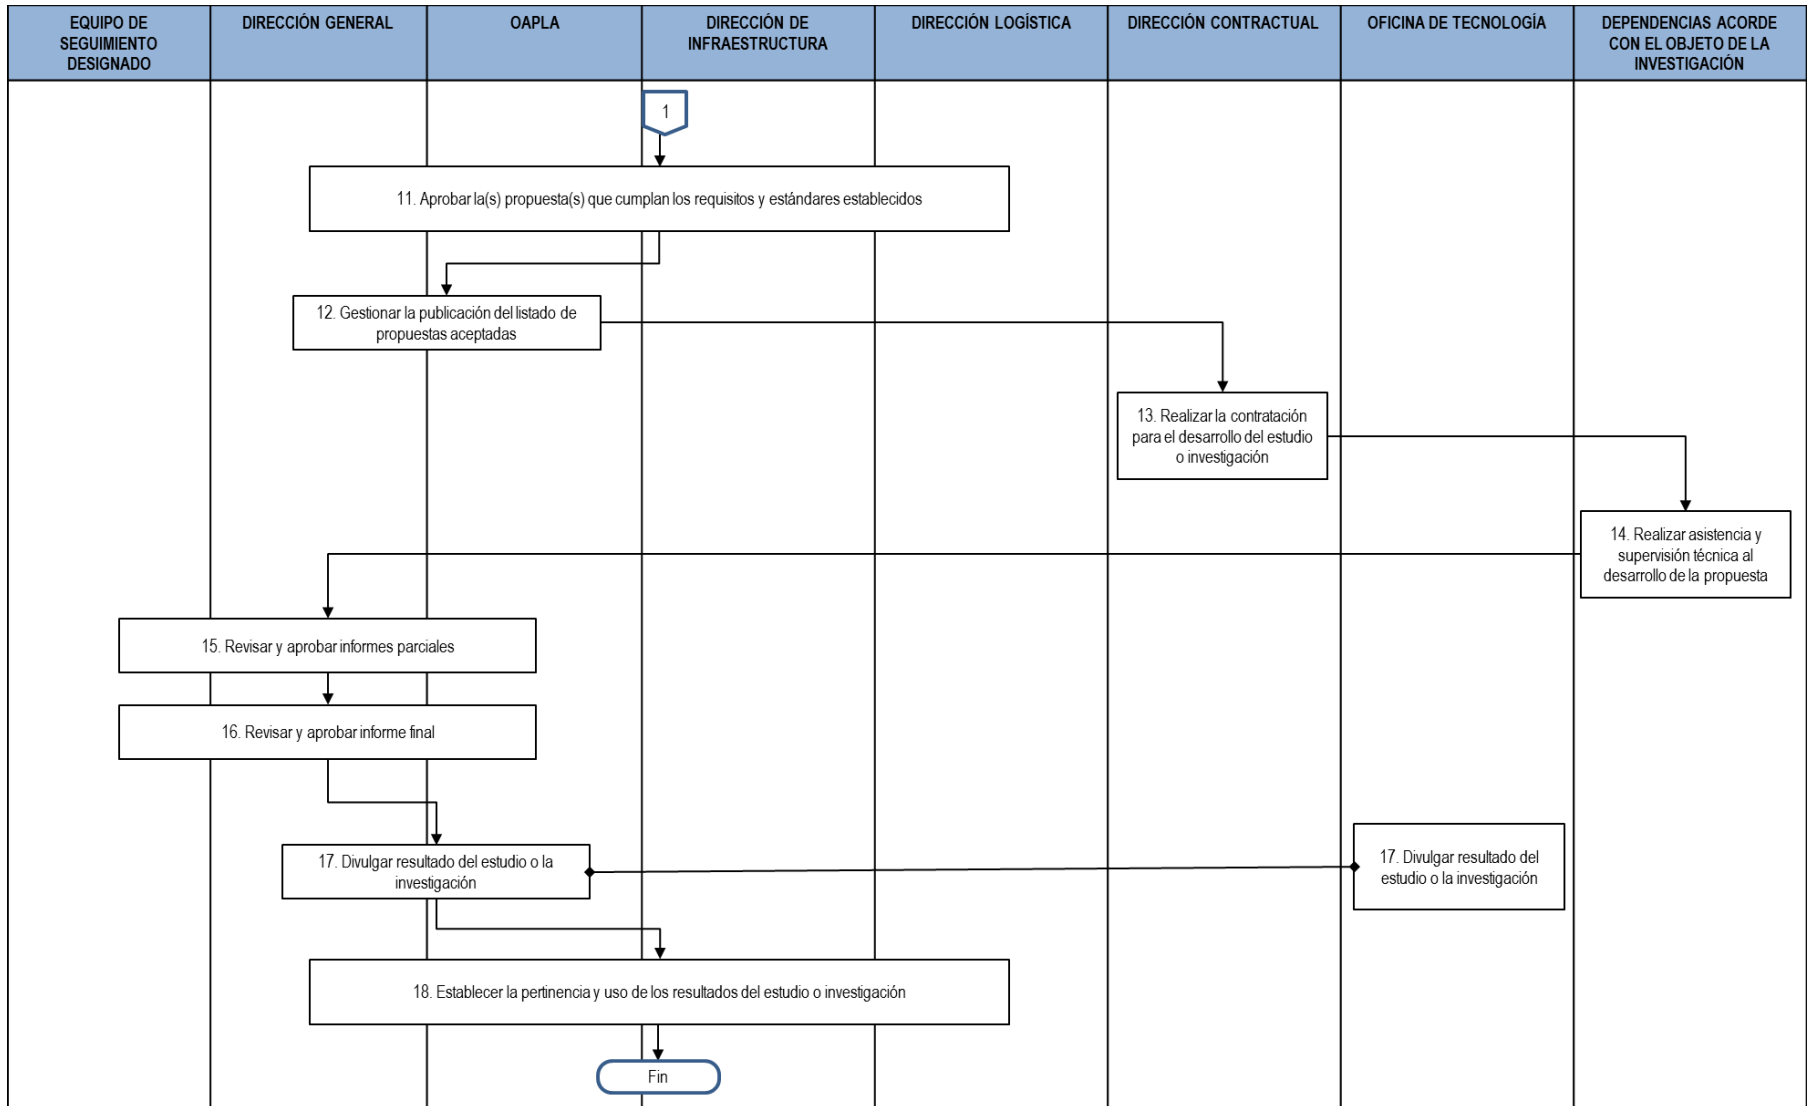 EQUIPO DE
SEGUIMIENTO
DESIGNADO
DIRECCIÓN GENERAL
OAPLA
DIRECCIÓN DE
INFRAESTRUCTURA
DIRECCIÓN LOGÍSTICA
DIRECCIÓN CONTRACTUAL
OFICINA DE TECNOLOGÍA
DEPENDENCIAS ACORDE
CON EL OBJETO DE LA
INVESTIGACIÓN
1
11. Aprobar la(s) propuesta(s) que cumplan los requisitos y estándares establecidos
12. Gestionar la publicación del listado de
propuestas aceptadas
13. Realizar la contratación
para el desarrollo del estudio
o investigación
14. Realizar asistencia y
supervisión técnica al
desarrollo de la propuesta
15. Revisar y aprobar informes parciales
16. Revisar y aprobar informe final
17. Divulgar resultado del estudio o la
investigación
17. Divulgar resultado del
estudio o la investigación
18. Establecer la pertinencia y uso de los resultados del estudio o investigación
Fin